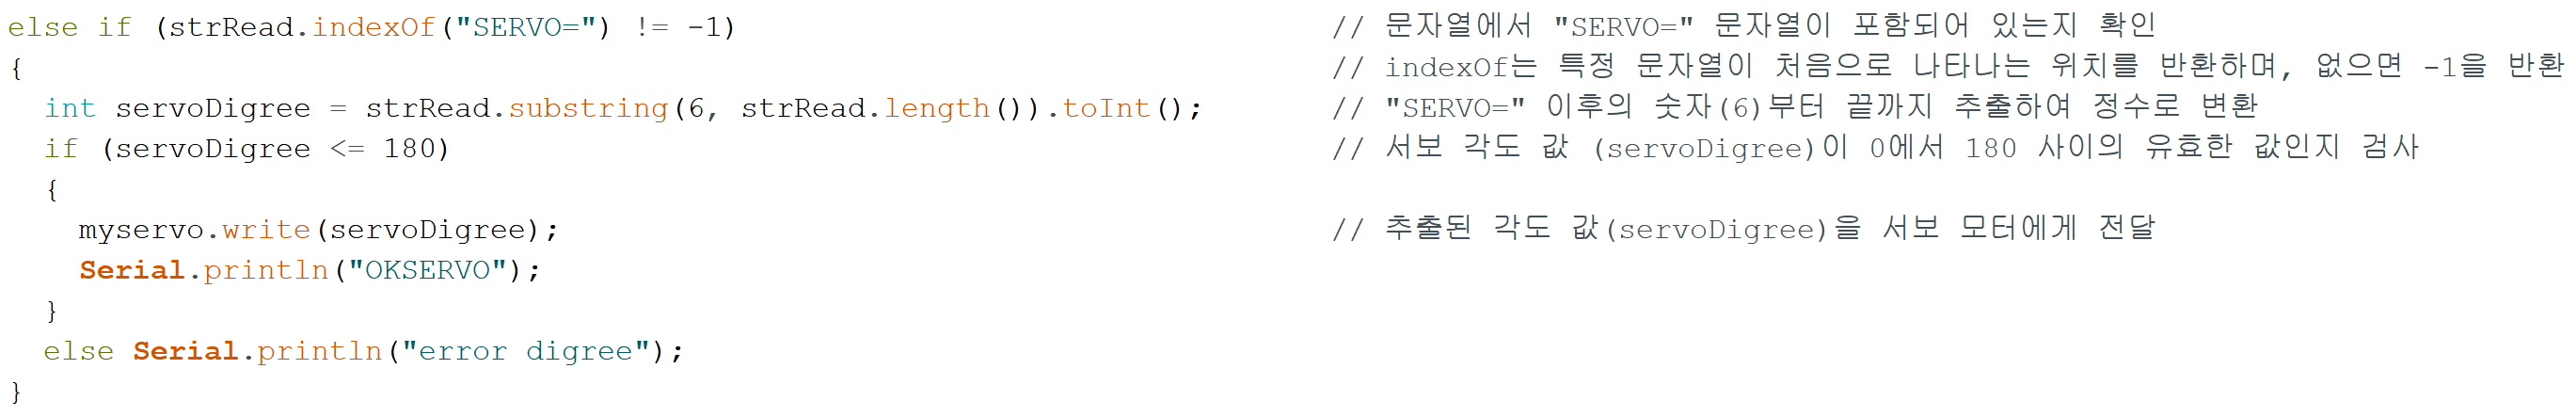 else if (strRead.indexOf("SERVO=") != -1) // 문자열에서 "SERVO=" 문자열이 포함되어 있는지 확인
{ // indexOf는 특정 문자열이 처음으로 나타나는 위치를 반환하며, 없으면 -1을 반환
int servoDigree = strRead.substring(6, strRead.length()).toInt(); // "SERVO=" 이후의 숫자(6)부터 끝까지 추출하여 정수로 변환
if (servoDigree <= 180) // 서보 각도 값 (servoDigree)이 0에서 180 사이의 유효한 값인지 검사
{
myservo.write(servoDigree); // 추출된 각도 값(servoDigree)을 서보 모터에게 전달
Serial.println("OKSERVO");
}
else Serial.println("error digree");
}